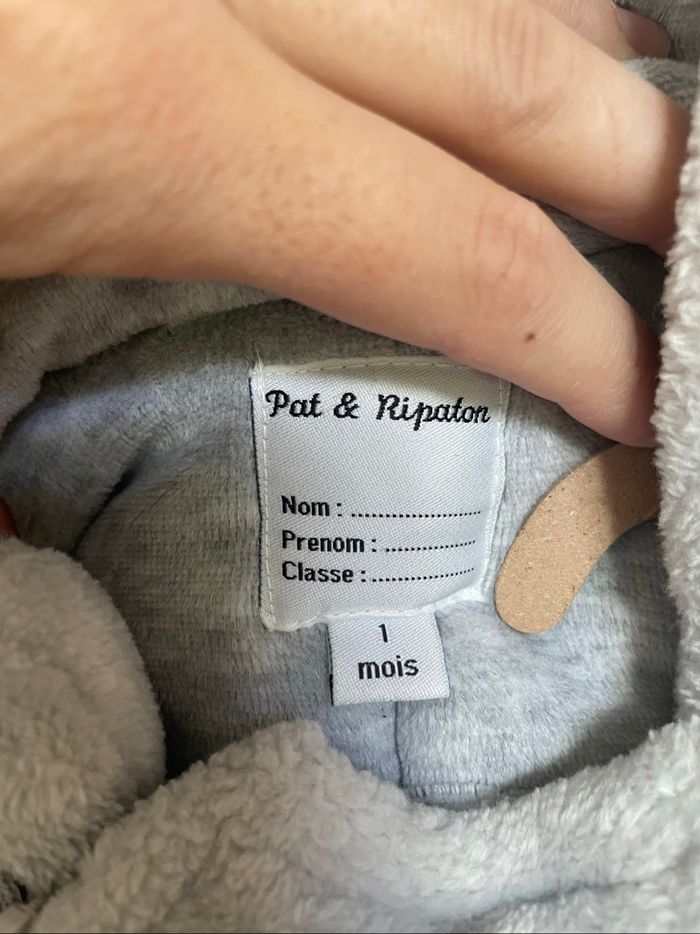 Pat & Ripaton
Nom : ......................
Prenom : ................
Classe : ..................
1
mois